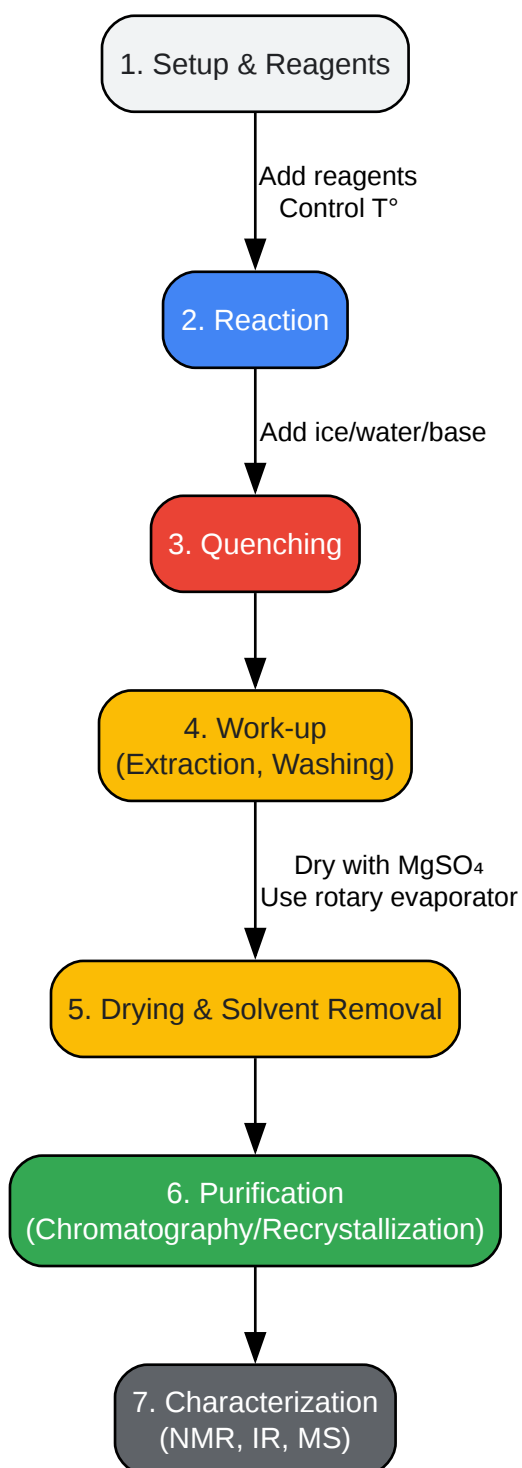 1. Setup & Reagents
Add reagents
Control T°
2. Reaction
Add ice/water/base
3. Quenching
4. Work-up
(Extraction, Washing)
Dry with MgSO₄
Use rotary evaporator
5. Drying & Solvent Removal
6. Purification
(Chromatography/Recrystallization)
7. Characterization
(NMR, IR, MS)